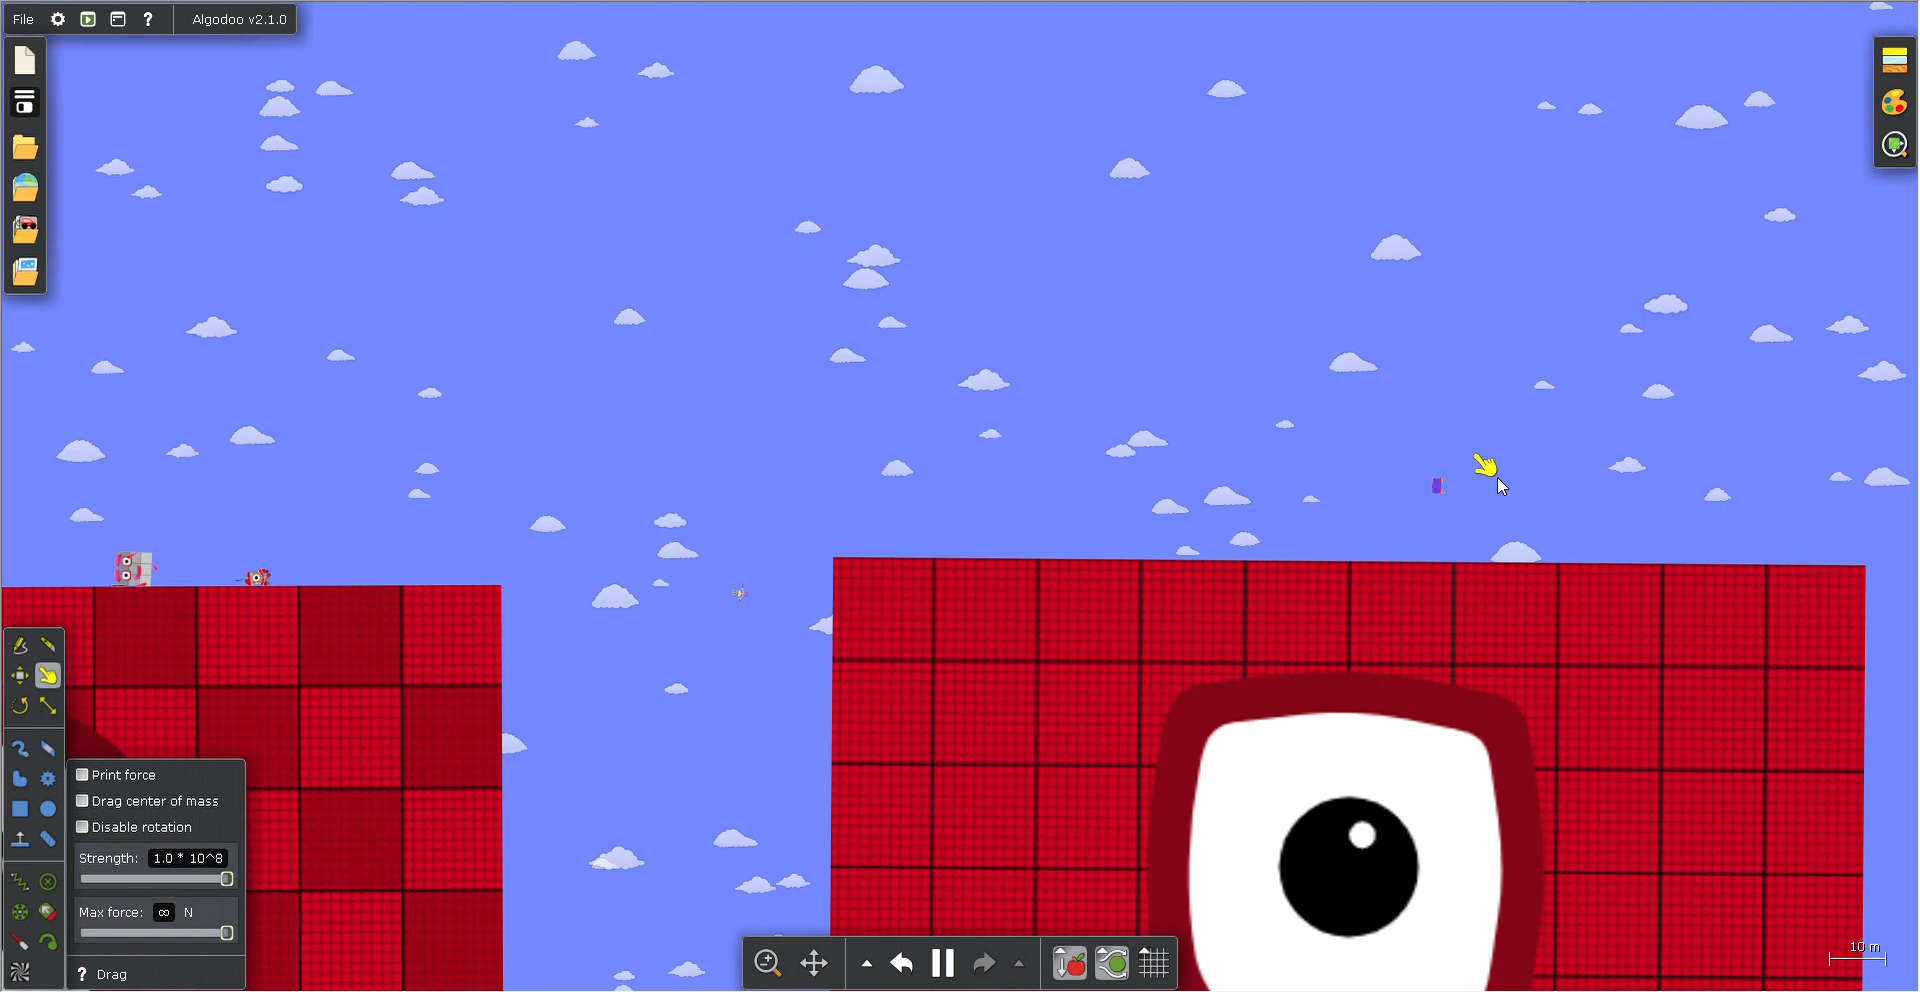 File ? Algodoo v2.1.0
Print force
Drag center of mass
Disable rotation
Strength: 1.0 * 10^8
Max force: ∞ N
? Drag
10 m